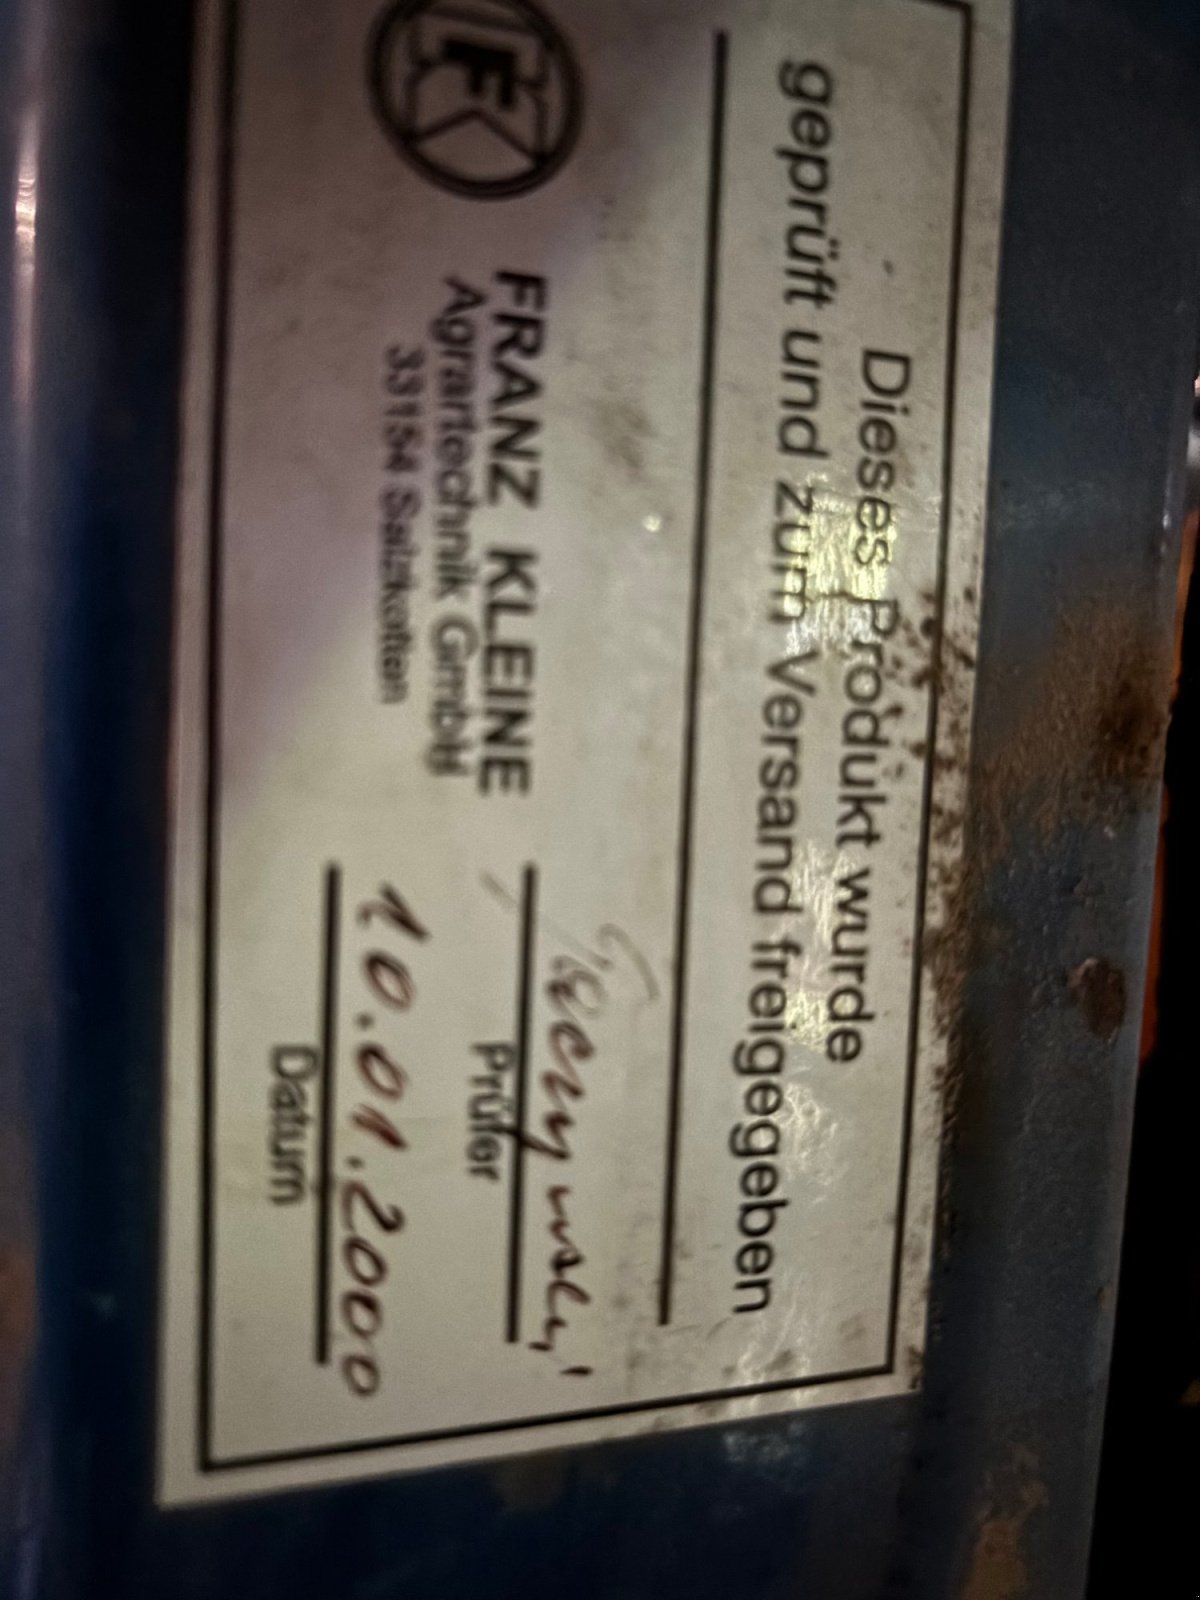 Dieses Produkt wurde
geprüft und zum Versand freigegeben
FK
FRANZ KLEINE
Agrartechnik GmbH
33154 Salzkotten
Prüfer
10.01.2000
Datum